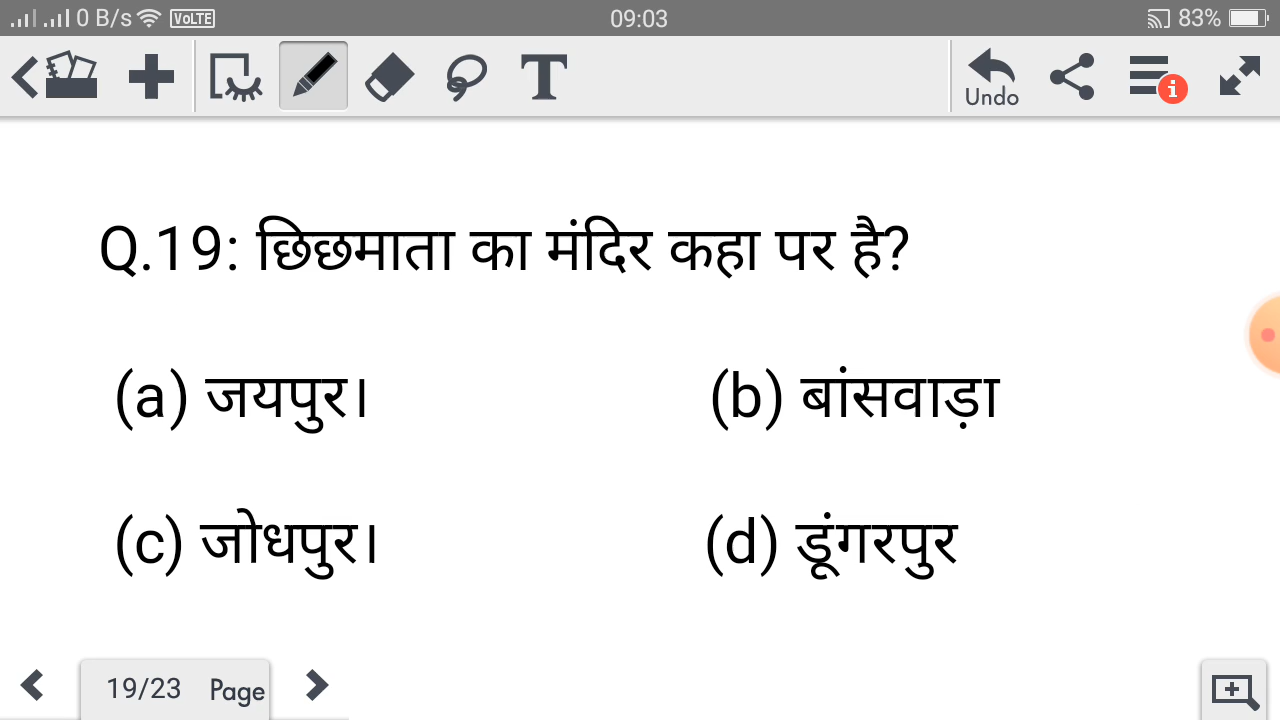 0 B/s VoLTE 09:03 83%
Undo
Q.19: छिछमाता का मंदिर कहा पर है?
(a) जयपुर। (b) बांसवाड़ा
(c) जोधपुर। (d) डूंगरपुर
19/23 Page